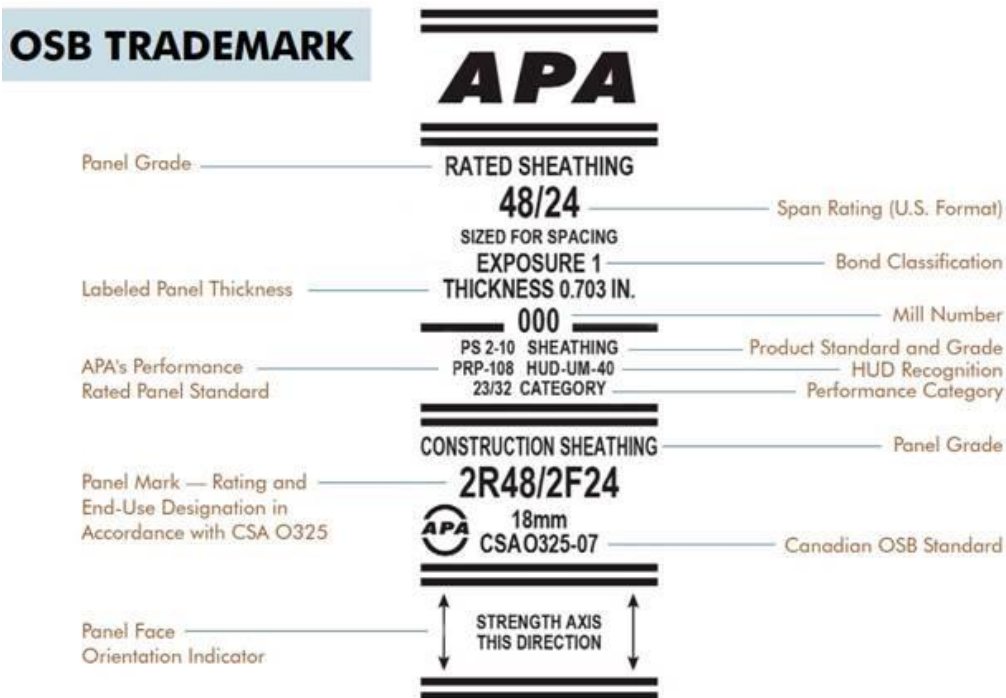 OSB TRADEMARK
APA
Panel Grade
RATED SHEATHING
48/24
Span Rating (U.S. Format)
SIZED FOR SPACING
EXPOSURE 1
Bond Classification
Labeled Panel Thickness
THICKNESS 0.703 IN.
000
Mill Number
PS 2-10 SHEATHING
Product Standard and Grade
APA's Performance
Rated Panel Standard
PRP-108 HUD-UM-40
HUD Recognition
23/32 CATEGORY
Performance Category
CONSTRUCTION SHEATHING
Panel Grade
Panel Mark — Rating and
End-Use Designation in
Accordance with CSA O325
2R48/2F24
APA
18mm
CSA O325-07
Canadian OSB Standard
Panel Face
Orientation Indicator
STRENGTH AXIS
THIS DIRECTION